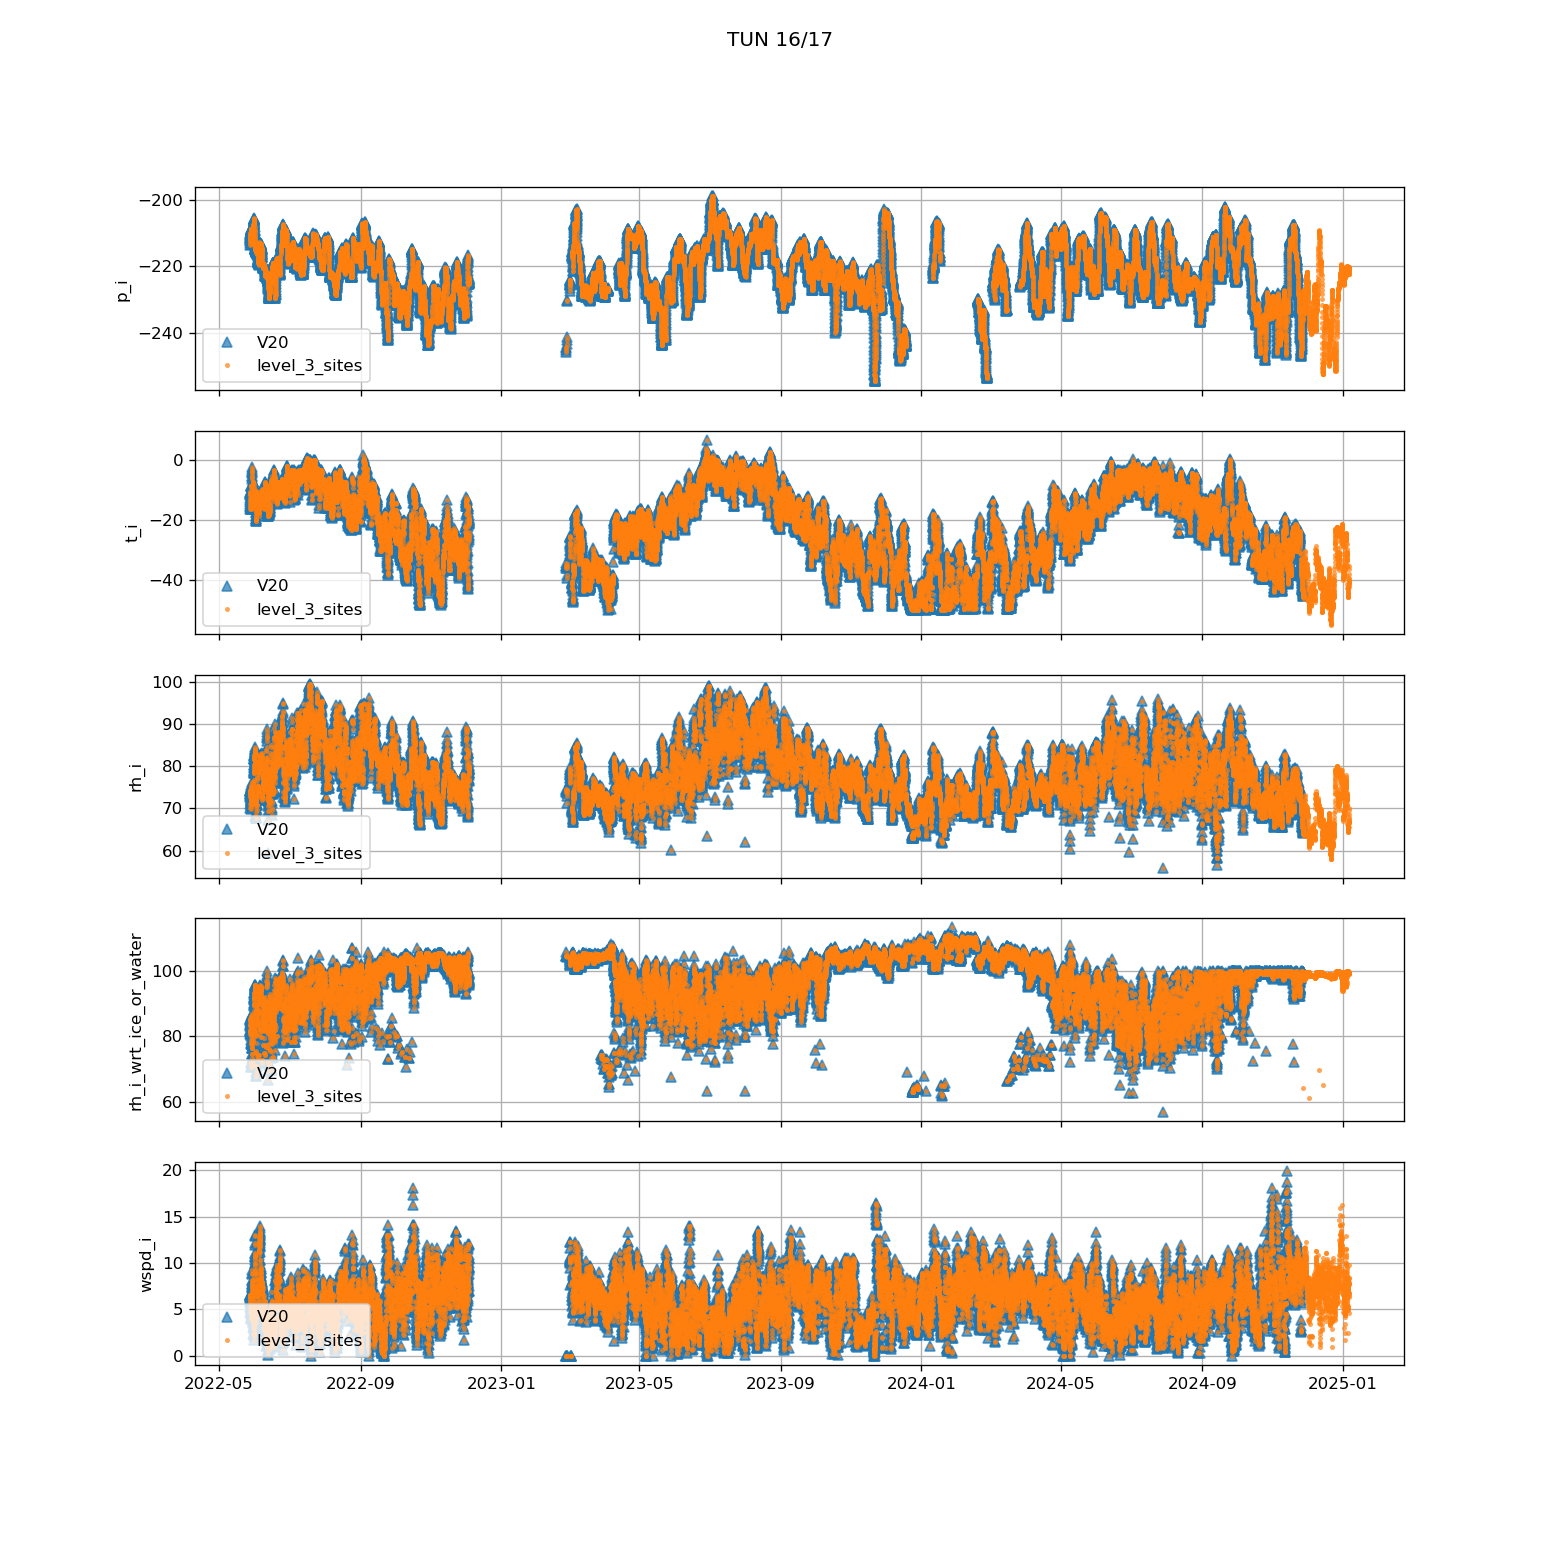 TUN 16/17
−200
−220
−240
p_i
V20
level_3_sites
0
−20
−40
t_i
V20
level_3_sites
100
90
80
70
60
rh_i
V20
level_3_sites
100
80
60
rh_i_wrt_ice_or_water
V20
level_3_sites
20
15
10
5
0
wspd_i
V20
level_3_sites
2022-05 2022-09 2023-01 2023-05 2023-09 2024-01 2024-05 2024-09 2025-01